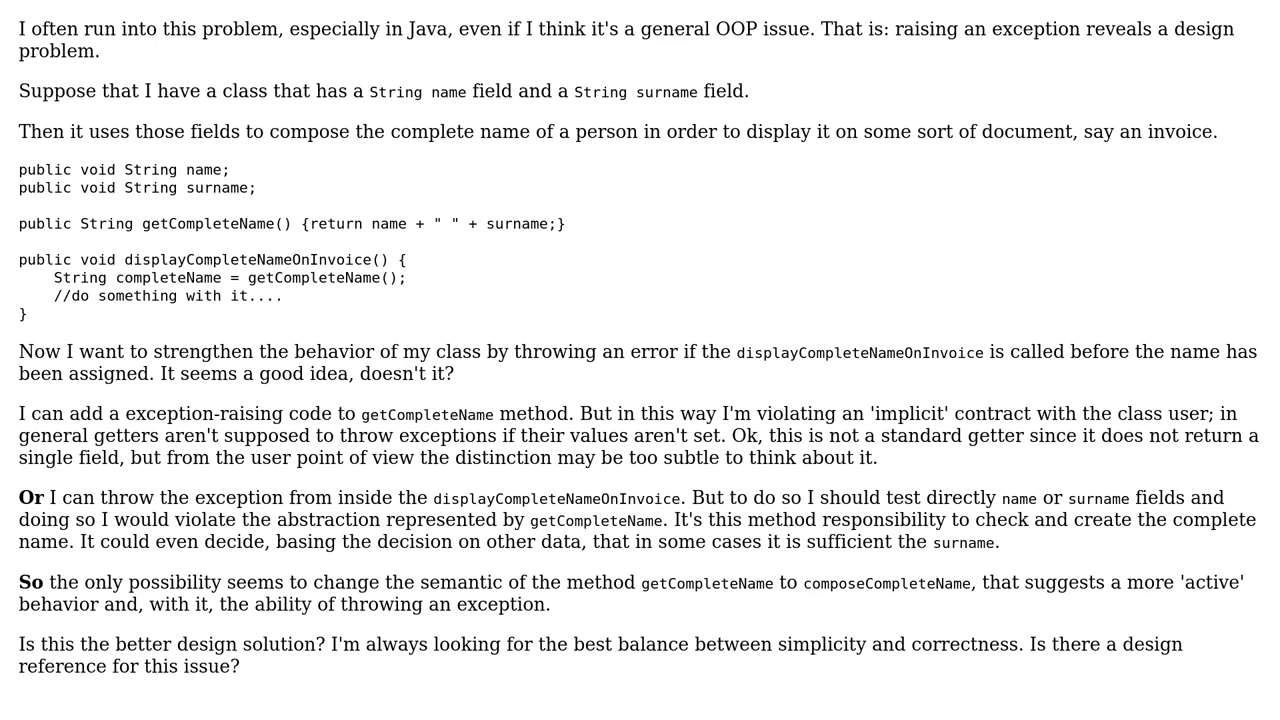 I often run into this problem, especially in Java, even if I think it's a general OOP issue. That is: raising an exception reveals a design
problem.
Suppose that I have a class that has a String name field and a String surname field.
Then it uses those fields to compose the complete name of a person in order to display it on some sort of document, say an invoice.
public void String name;
public void String surname;
public String getCompleteName() {return name + " " + surname;}
public void displayCompleteNameOnInvoice() {
    String completeName = getCompleteName();
    //do something with it....
}
Now I want to strengthen the behavior of my class by throwing an error if the displayCompleteNameOnInvoice is called before the name has
been assigned. It seems a good idea, doesn't it?
I can add a exception-raising code to getCompleteName method. But in this way I'm violating an 'implicit' contract with the class user; in
general getters aren't supposed to throw exceptions if their values aren't set. Ok, this is not a standard getter since it does not return a
single field, but from the user point of view the distinction may be too subtle to think about it.
Or I can throw the exception from inside the displayCompleteNameOnInvoice. But to do so I should test directly name or surname fields and
doing so I would violate the abstraction represented by getCompleteName. It's this method responsibility to check and create the complete
name. It could even decide, basing the decision on other data, that in some cases it is sufficient the surname.
So the only possibility seems to change the semantic of the method getCompleteName to composeCompleteName, that suggests a more 'active'
behavior and, with it, the ability of throwing an exception.
Is this the better design solution? I'm always looking for the best balance between simplicity and correctness. Is there a design
reference for this issue?